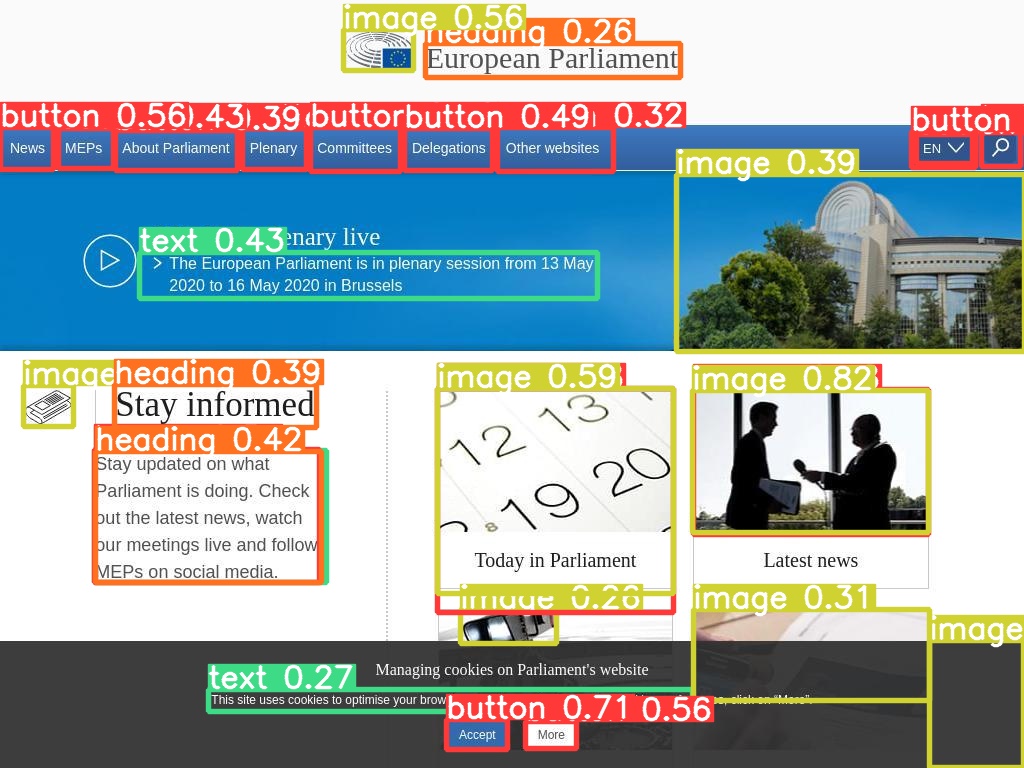 image 0.56
heading 0.26
European Parliament
button 0.56 .43 .39 button button 0.49 0.32 button
News MEPs About Parliament Plenary Committees Delegations Other websites EN
image 0.39
text 0.43 enary live
The European Parliament is in plenary session from 13 May
2020 to 16 May 2020 in Brussels
image heading 0.39 image 0.59 image 0.82
Stay informed
heading 0.42
Stay updated on what
Parliament is doing. Check
out the latest news, watch
our meetings live and follow
MEPs on social media.
12 13
19 20
8
Today in Parliament Latest news
image 0.26 image 0.31
image
text 0.27 Managing cookies on Parliament's website
This site uses cookies to optimise your click on “More”.
button 0.71 0.56
Accept More